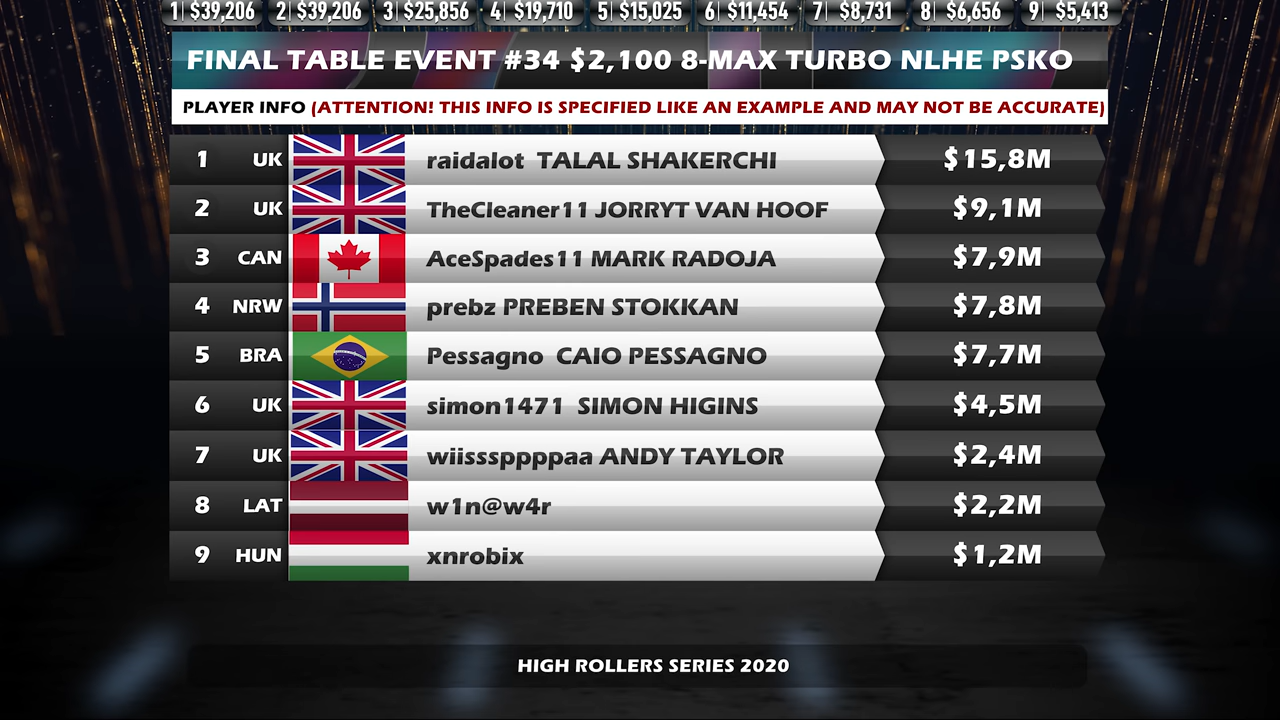 1| $39,206 2| $39,206 3| $25,856 4| $19,710 5| $15,025 6| $11,454 7| $8,731 8| $6,656 9| $5,413
FINAL TABLE EVENT #34 $2,100 8-MAX TURBO NLHE PSKO
PLAYER INFO (ATTENTION! THIS INFO IS SPECIFIED LIKE AN EXAMPLE AND MAY NOT BE ACCURATE)
1 UK raidalot TALAL SHAKERCHI $15,8M
2 UK TheCleaner11 JORRYT VAN HOOF $9,1M
3 CAN AceSpades11 MARK RADOJA $7,9M
4 NRW prebz PREBEN STOKKAN $7,8M
5 BRA Pessagno CAIO PESSAGNO $7,7M
6 UK simon1471 SIMON HIGINS $4,5M
7 UK wiisssppppaa ANDY TAYLOR $2,4M
8 LAT w1n@w4r $2,2M
9 HUN xnrobix $1,2M
HIGH ROLLERS SERIES 2020